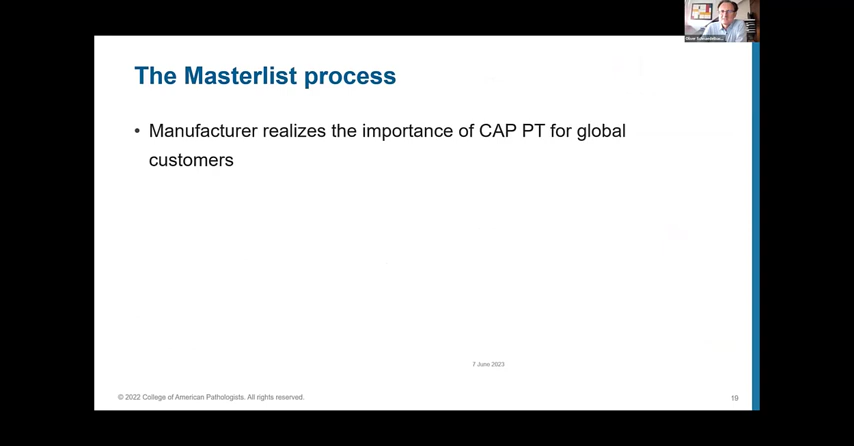 The Masterlist process
• Manufacturer realizes the importance of CAP PT for global
customers
7 June 2023
© 2022 College of American Pathologists. All rights reserved.
19